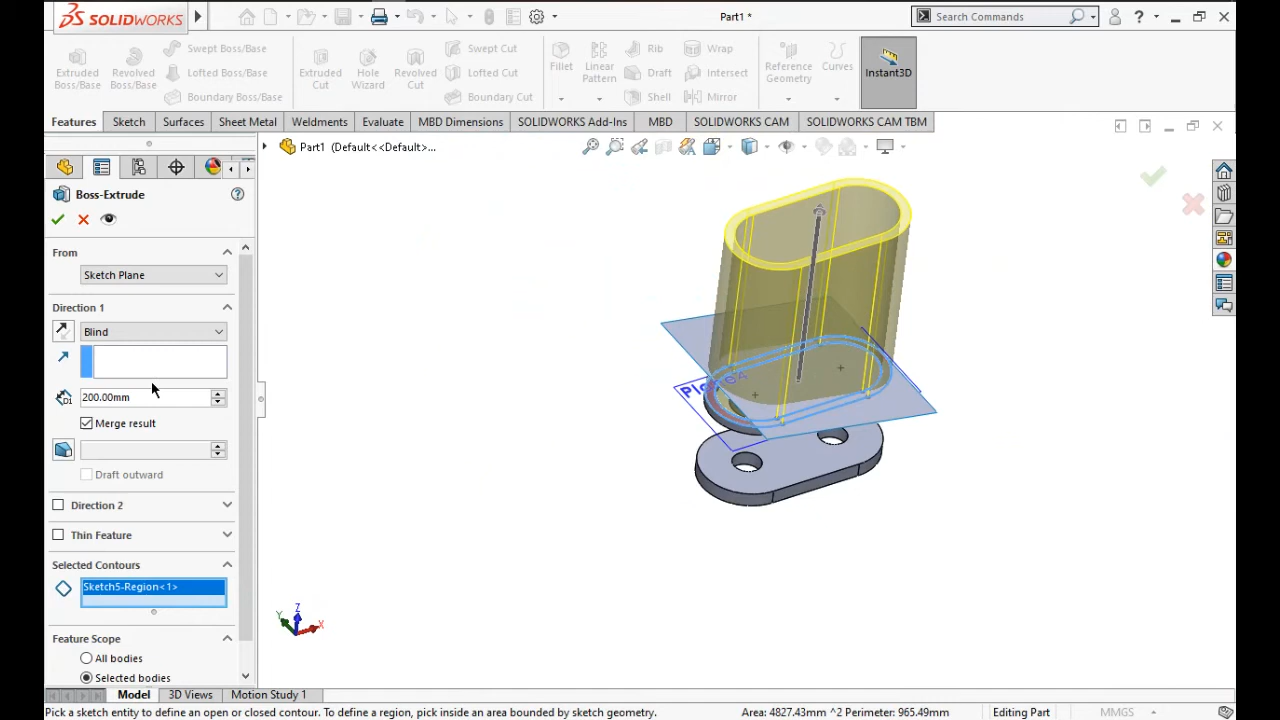 SOLIDWORKS
Part1 *
Search Commands
?
Extruded Boss/Base
Revolved Boss/Base
Swept Boss/Base
Lofted Boss/Base
Boundary Boss/Base
Extruded Cut
Hole Wizard
Revolved Cut
Swept Cut
Lofted Cut
Boundary Cut
Fillet
Linear Pattern
Rib
Draft
Shell
Wrap
Intersect
Mirror
Reference Geometry
Curves
Instant3D
Features
Sketch
Surfaces
Sheet Metal
Weldments
Evaluate
MBD Dimensions
SOLIDWORKS Add-Ins
MBD
SOLIDWORKS CAM
SOLIDWORKS CAM TBM
Part1 (Default<<Default>...
Boss-Extrude
?
From
Sketch Plane
Direction 1
Blind
D1
200.00mm
Merge result
Draft outward
Direction 2
Thin Feature
Selected Contours
Sketch5-Region<1>
Feature Scope
All bodies
Selected bodies
Z
Y
X
Model
3D Views
Motion Study 1
Pick a sketch entity to define an open or closed contour. To define a region, pick inside an area bounded by sketch geometry.
Area: 4827.43mm ^2 Perimeter: 965.49mm
Editing Part
MMGS